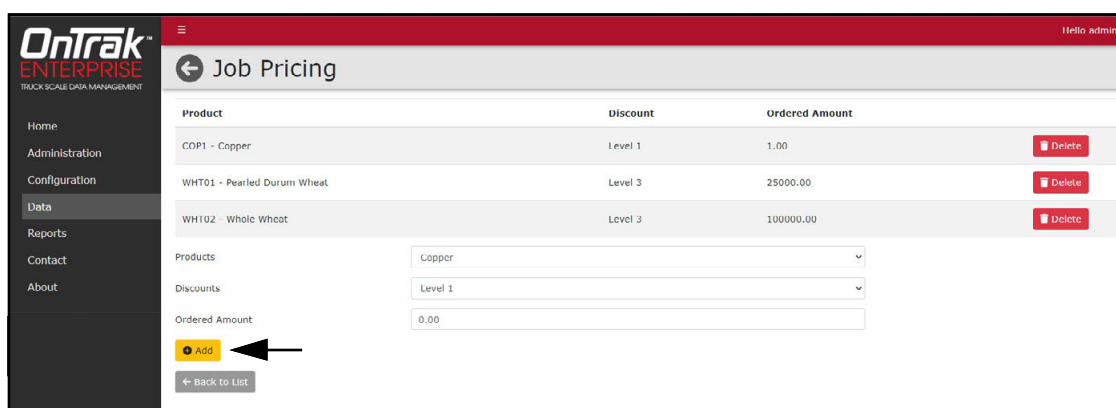 OnTrak™
ENTERPRISE
TRUCK SCALE DATA MANAGEMENT
Home
Administration
Configuration
Data
Reports
Contact
About
Hello admin
Job Pricing
Product Discount Ordered Amount
COP1 - Copper Level 1 1.00 Delete
WHT01 - Pearled Durum Wheat Level 3 25000.00 Delete
WHT02 - Whole Wheat Level 3 100000.00 Delete
Products Copper
Discounts Level 1
Ordered Amount 0.00
Add
← Back to List